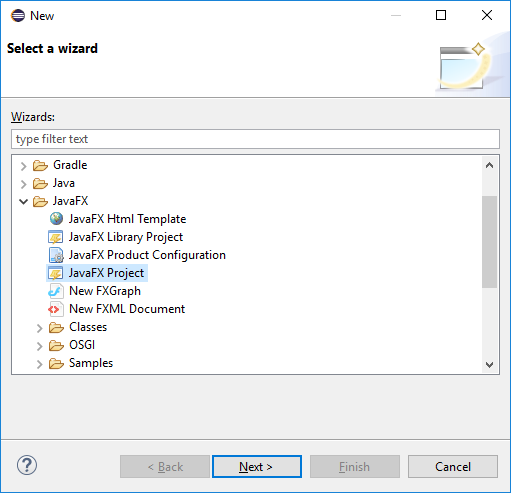 New
Select a wizard
Wizards:
type filter text
Gradle
Java
JavaFX
JavaFX Html Template
JavaFX Library Project
JavaFX Product Configuration
JavaFX Project
New FXGraph
New FXML Document
Classes
OSGI
Samples
? < Back Next > Finish Cancel